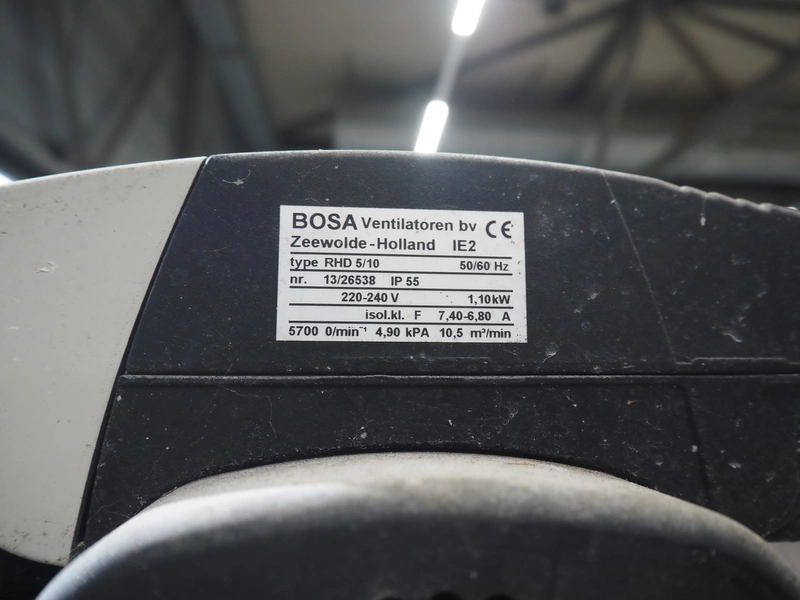 BOSA Ventilatoren bv CE
Zeewolde-Holland IE2
type RHD 5/10 50/60 Hz
nr. 13/26538 IP 55
220-240 V 1,10kW
isol.kl. F 7,40-6,80 A
5700 0/min⁻¹ 4,90 kPA 10,5 m³/min